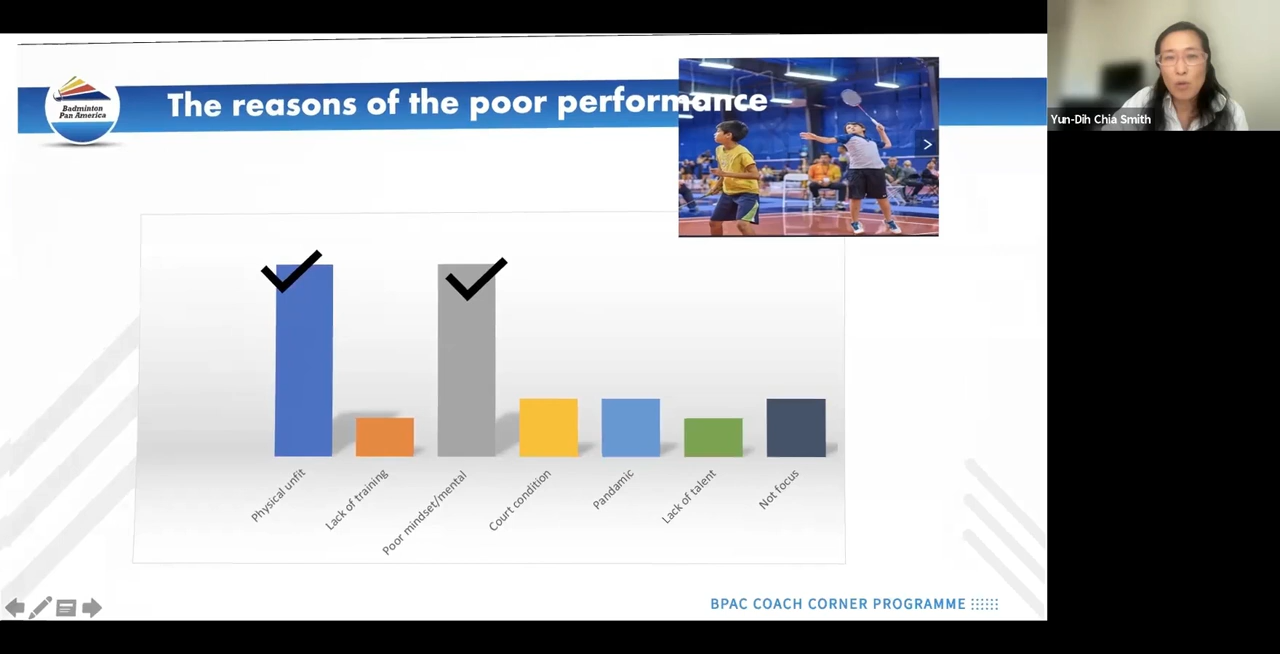 Badminton
Pan America
The reasons of the poor performance
Yun-Dih Chia Smith
Physical unfit
Lack of training
Poor mindset/mental
Court condition
Pandamic
Lack of talent
Not focus
BPAC COACH CORNER PROGRAMME